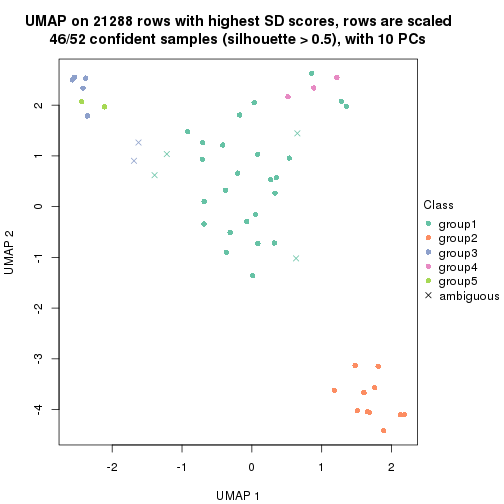 UMAP on 21288 rows with highest SD scores, rows are scaled
46/52 confident samples (silhouette > 0.5), with 10 PCs
2
1
0
-1
-2
-3
-4
UMAP 2
-2
-1
0
1
2
UMAP 1
Class
group1
group2
group3
group4
group5
ambiguous